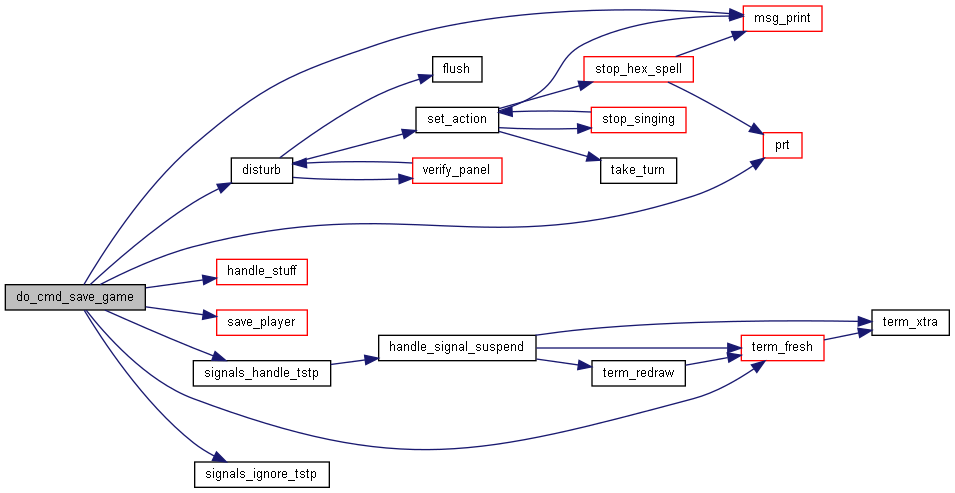 msg_print
flush
stop_hex_spell
set_action
stop_singing
prt
disturb
verify_panel
take_turn
handle_stuff
do_cmd_save_game
save_player
term_xtra
handle_signal_suspend
term_fresh
signals_handle_tstp
term_redraw
signals_ignore_tstp